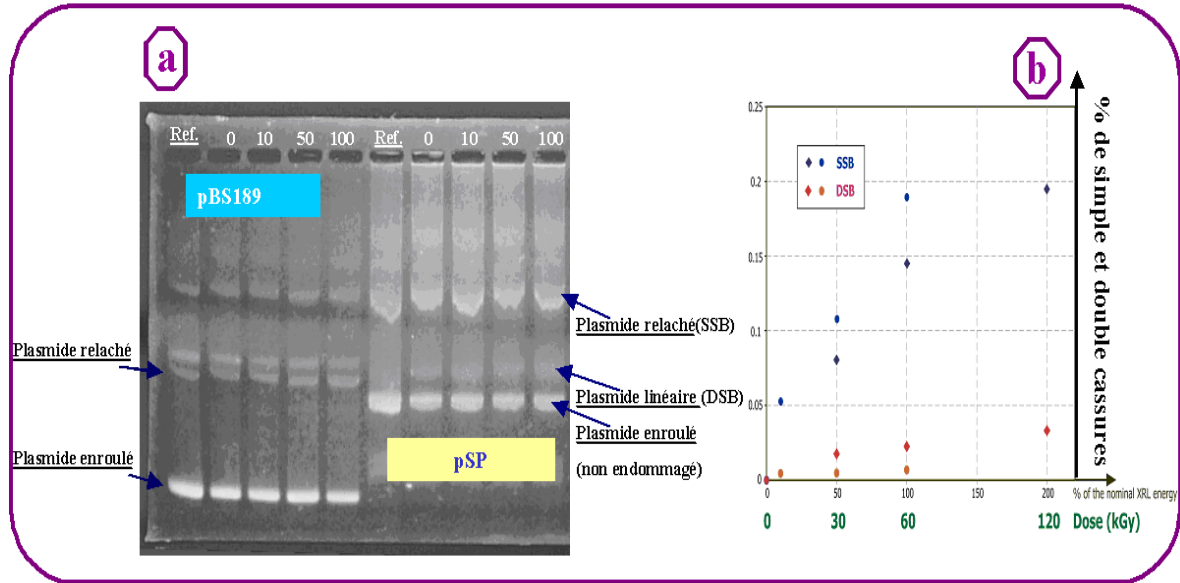 a
Ref. 0 10 50 100 Ref. 0 10 50 100
pBS189
Plasmide relaché
Plasmide enroulé
Plasmide relaché(SSB)
Plasmide linéaire (DSB)
Plasmide enroulé
(non endommagé)
pSP
b
% de simple et double cassures
SSB
DSB
0.25
0.2
0.15
0.1
0.05
0
0 50 100 150 200 % of the nominal XRL energy
0 30 60 120 Dose (kGy)